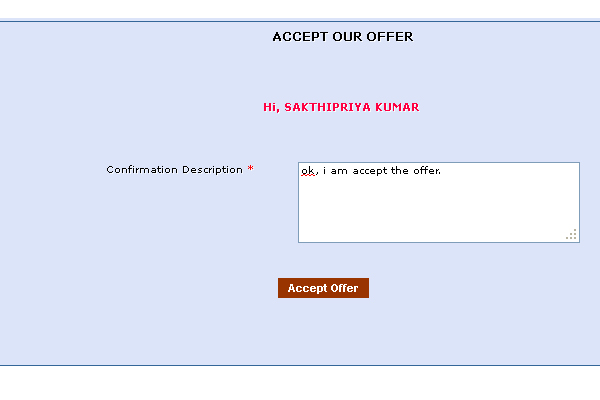 ACCEPT OUR OFFER
Hi, SAKTHIPRIYA KUMAR
Confirmation Description * ok, i am accept the offer.
Accept Offer